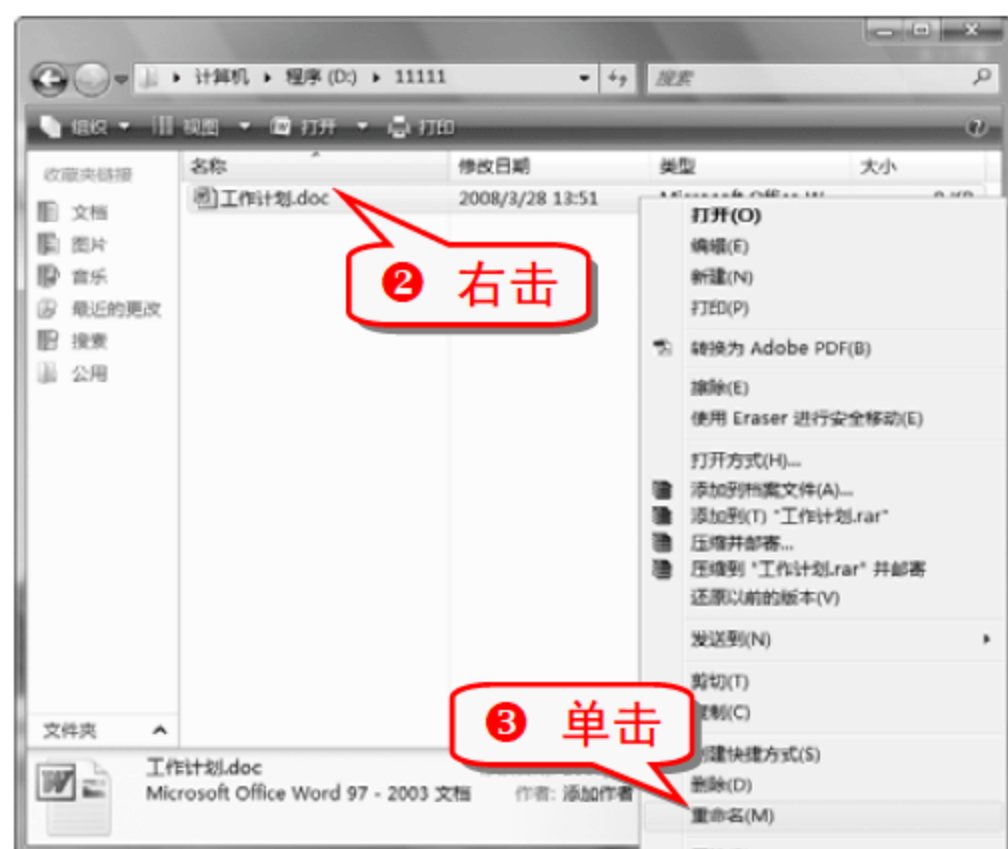 计算机 ▸ 程序 (D:) ▸ 11111
搜索
组织 视图 打开 打印
收藏夹链接
文档
图片
音乐
最近的更改
搜索
公用
文件夹
名称 修改日期 类型 大小
工作计划.doc 2008/3/28 13:51
❷ 右击
打开(O)
编辑(E)
新建(N)
打印(P)
转换为 Adobe PDF(B)
擦除(E)
使用 Eraser 进行安全移动(E)
打开方式(H)...
添加到档案文件(A)...
添加到(T) "工作计划.rar"
压缩并邮寄...
压缩到 "工作计划.rar" 并邮寄
还原以前的版本(V)
发送到(N)
剪切(T)
制(C)
❸ 单击
建快捷方式(S)
删除(D)
重命名(M)
工作计划.doc
Microsoft Office Word 97 - 2003 文档 作者: 添加作者